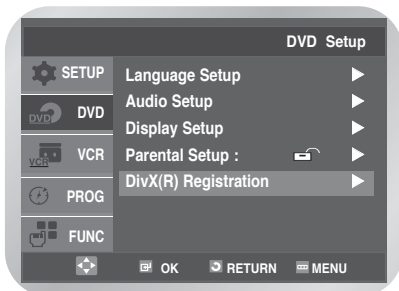 DVD Setup
SETUP
DVD DVD
VCR VCR
PROG
FUNC
Language Setup
Audio Setup
Display Setup
Parental Setup :
DivX(R) Registration
OK RETURN MENU